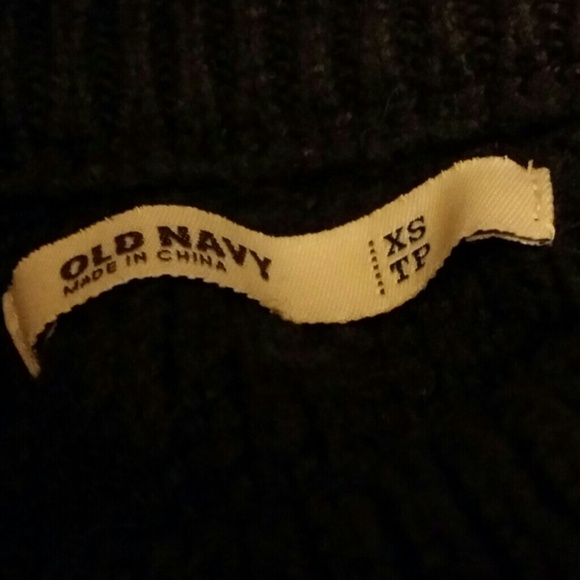 OLD NAVY
MADE IN CHINA
XS
TP